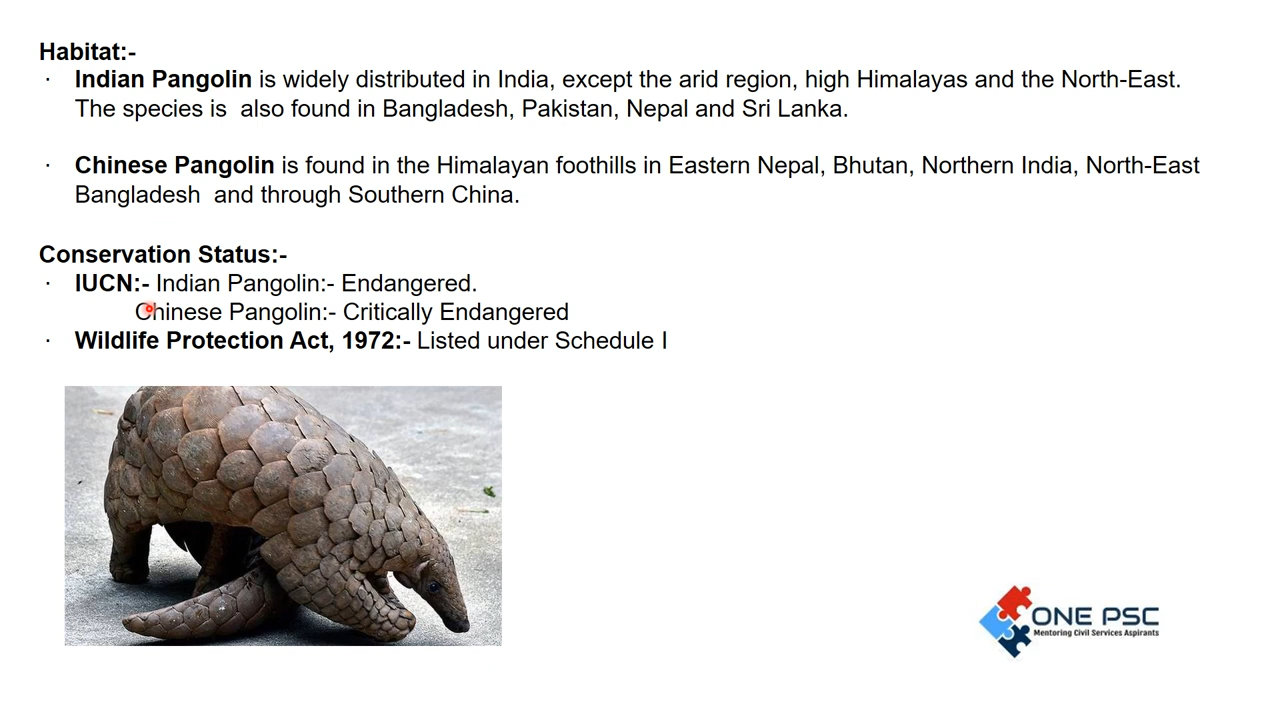 Habitat:-
· Indian Pangolin is widely distributed in India, except the arid region, high Himalayas and the North-East.
The species is  also found in Bangladesh, Pakistan, Nepal and Sri Lanka.
· Chinese Pangolin is found in the Himalayan foothills in Eastern Nepal, Bhutan, Northern India, North-East
Bangladesh  and through Southern China.
Conservation Status:-
· IUCN:- Indian Pangolin:- Endangered.
Chinese Pangolin:- Critically Endangered
· Wildlife Protection Act, 1972:- Listed under Schedule I
ONE PSC
Mentoring Civil Services Aspirants